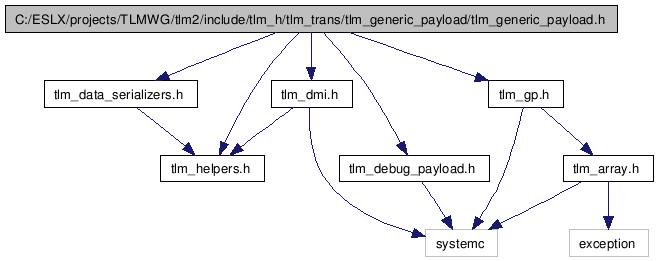 C:/ESLX/projects/TLMWG/tlm2/include/tlm_h/tlm_trans/tlm_generic_payload/tlm_generic_payload.h
tlm_data_serializers.h
tlm_dmi.h
tlm_gp.h
tlm_helpers.h
tlm_debug_payload.h
tlm_array.h
systemc
exception